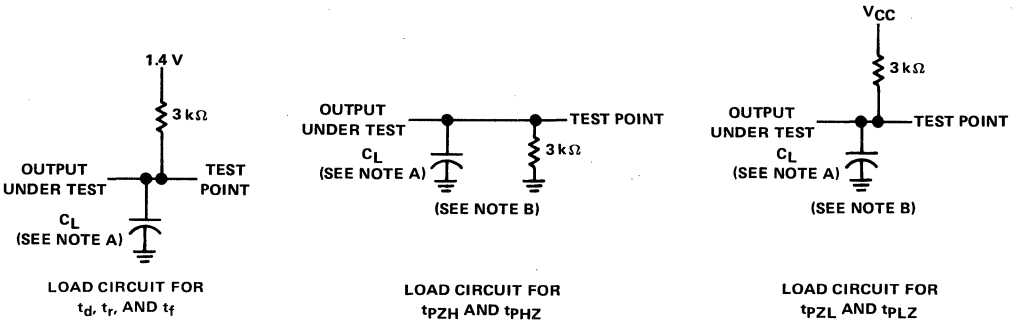 1.4 V
3 kΩ
OUTPUT
UNDER TEST
TEST
POINT
CL
(SEE NOTE A)
LOAD CIRCUIT FOR
td, tr, AND tf
OUTPUT
UNDER TEST
TEST POINT
CL
(SEE NOTE A)
3 kΩ
(SEE NOTE B)
LOAD CIRCUIT FOR
tPZH AND tPHZ
VCC
3 kΩ
OUTPUT
UNDER TEST
TEST POINT
CL
(SEE NOTE A)
(SEE NOTE B)
LOAD CIRCUIT FOR
tPZL AND tPLZ